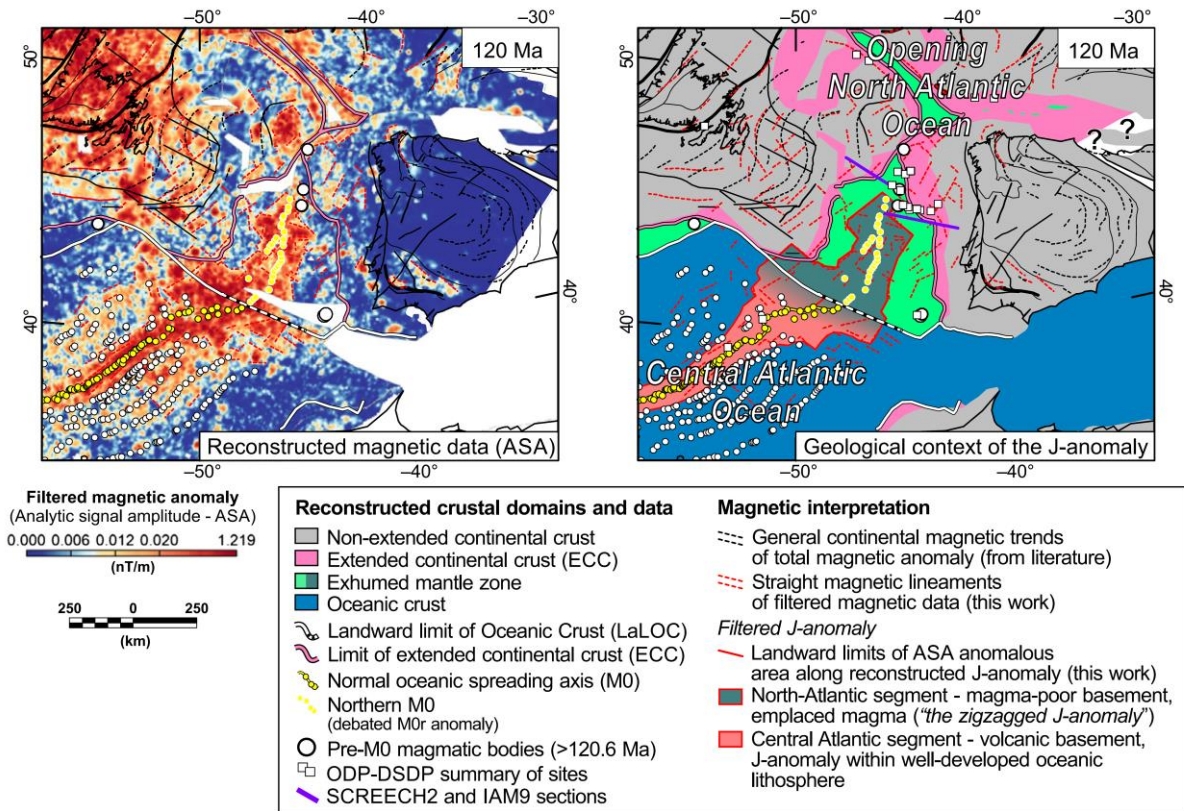 −50°
−40°
−50°
−40°
120 Ma
120 Ma
50°
50°
Opening
North Atlantic
Ocean
? ?
40°
40°
40°
40°
Central Atlantic
Ocean
Reconstructed magnetic data (ASA)
Geological context of the J-anomaly
−50°
−40°
−50°
−40°
Filtered magnetic anomaly
(Analytic signal amplitude - ASA)
0.000 0.010 0.020 1.219
(nT/m)
250 0 250
(km)
Reconstructed crustal domains and data
Non-extended continental crust
Extended continental crust (ECC)
Exhumed mantle zone
Oceanic crust
Landward limit of Oceanic Crust (LaLOC)
Limit of extended continental crust (ECC)
Normal oceanic spreading axis (M0)
Northern M0
(debated M0r anomaly)
Pre-M0 magmatic bodies (>120.6 Ma)
ODP-DSDP summary of sites
SCREECH2 and IAM9 sections
Magnetic interpretation
General continental magnetic trends
of total magnetic anomaly (from literature)
Straight magnetic lineaments
of filtered magnetic data (this work)
Filtered J-anomaly
Landward limits of ASA anomalous
area along reconstructed J-anomaly (this work)
North-Atlantic segment - magma-poor basement,
emplaced magma (“the zigzagged J-anomaly”)
Central Atlantic segment - volcanic basement,
J-anomaly within well-developed oceanic
lithosphere